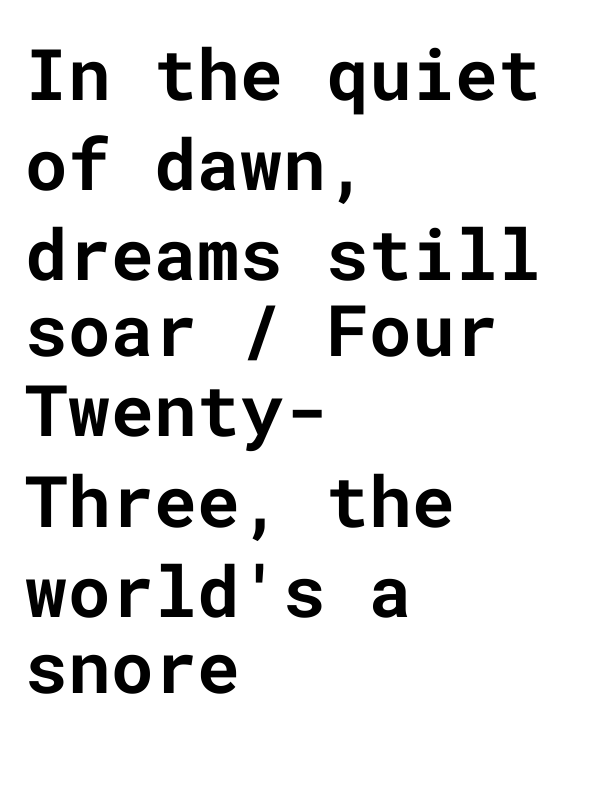 In the quiet
of dawn,
dreams still
soar / Four
Twenty-
Three, the
world's a
snore